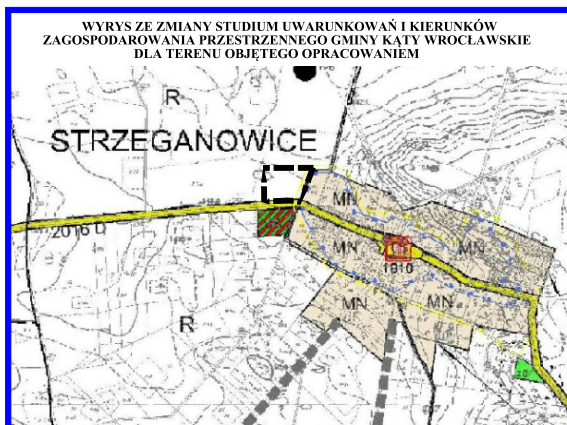 WYRYS ZE ZMIANY STUDIUM UWARUNKOWAŃ I KIERUNKÓW
ZAGOSPODAROWANIA PRZESTRZENNEGO GMINY KĄTY WROCŁAWSKIE
DLA TERENU OBJĘTEGO OPRACOWANIEM
R
STRZEGANOWICE
MN
2016 D
MN
MN
1910
R
MN
MN